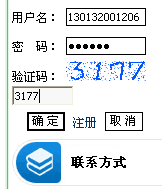 用户名： 130132001206
密　码： ●●●●●●
验证码： 3177
3177
确 定 注册 取 消
联系方式